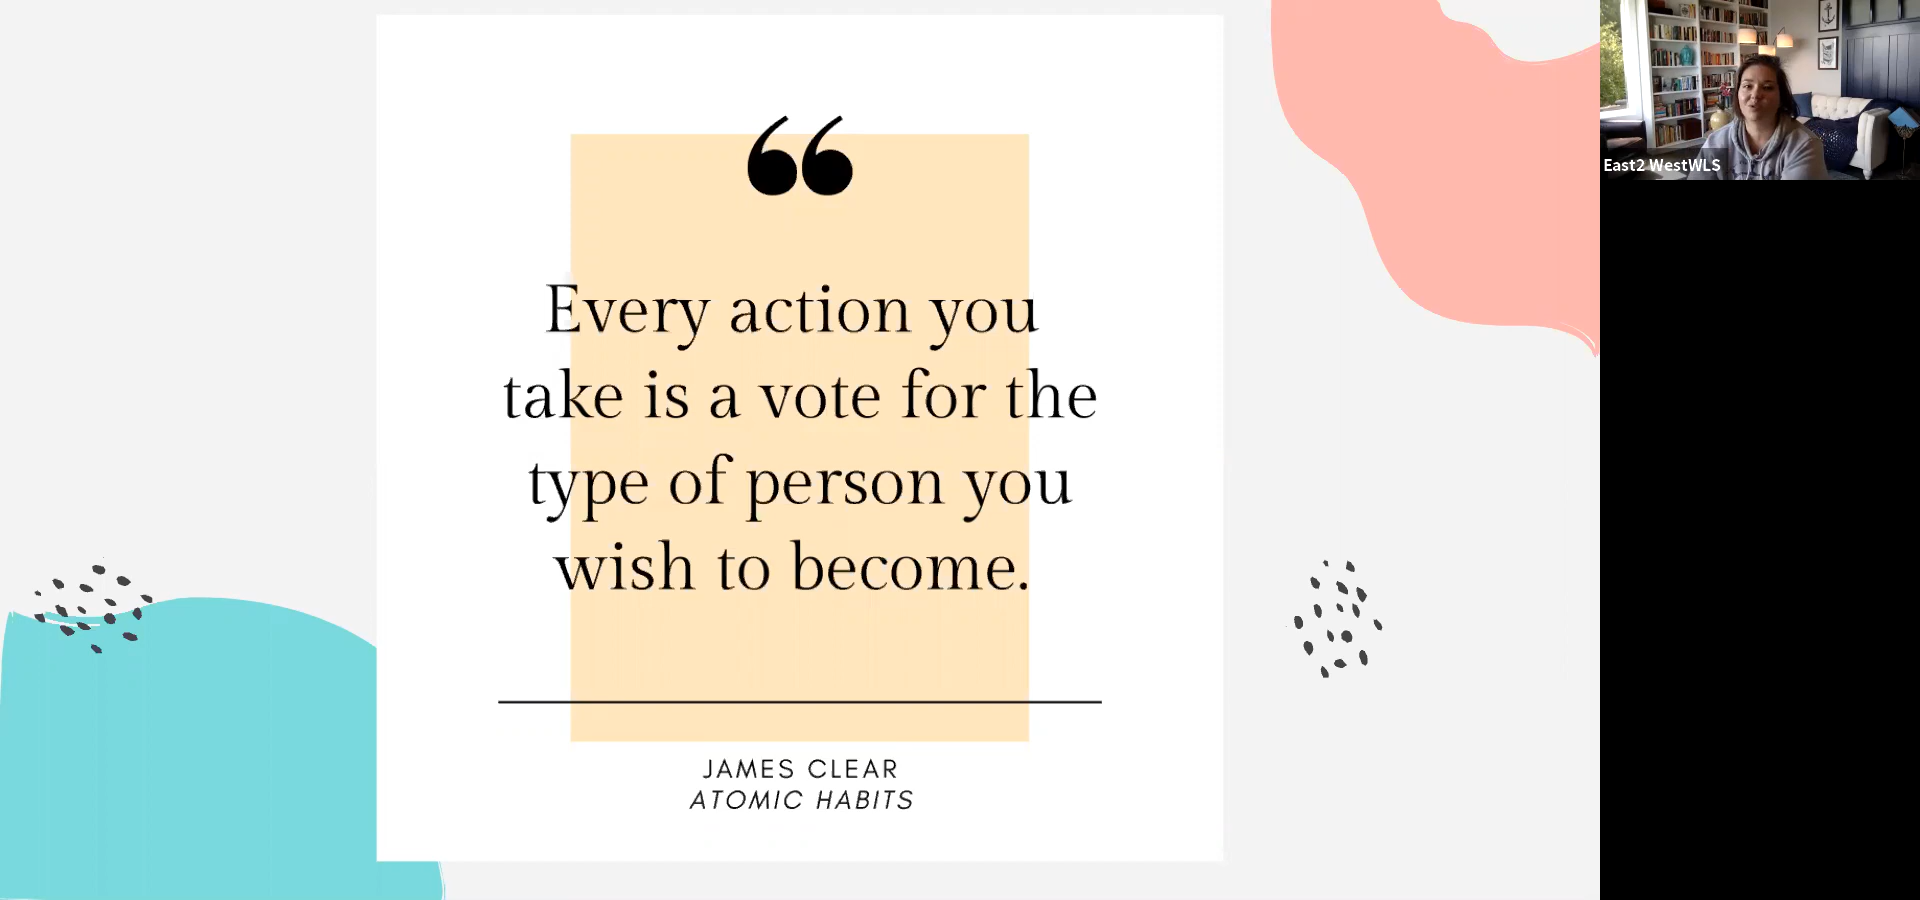 “
Every action you
take is a vote for the
type of person you
wish to become.
JAMES CLEAR
ATOMIC HABITS
East2 WestWLS